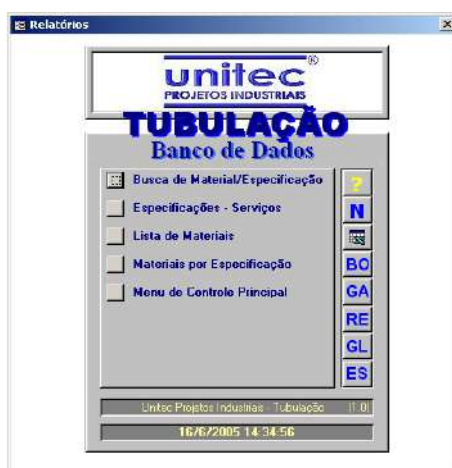 Relatórios
unitec®
PROJETOS INDUSTRIAIS
TUBULAÇÃO
Banco de Dados
Busca de Material/Especificação
?
Especificações - Serviços
N
Lista de Materiais
Materiais por Especificação
BO
Menu de Controle Principal
GA
RE
GL
ES
Unitec Projetos Industriais - Tubulação [1.0]
16/6/2005 14:34:56